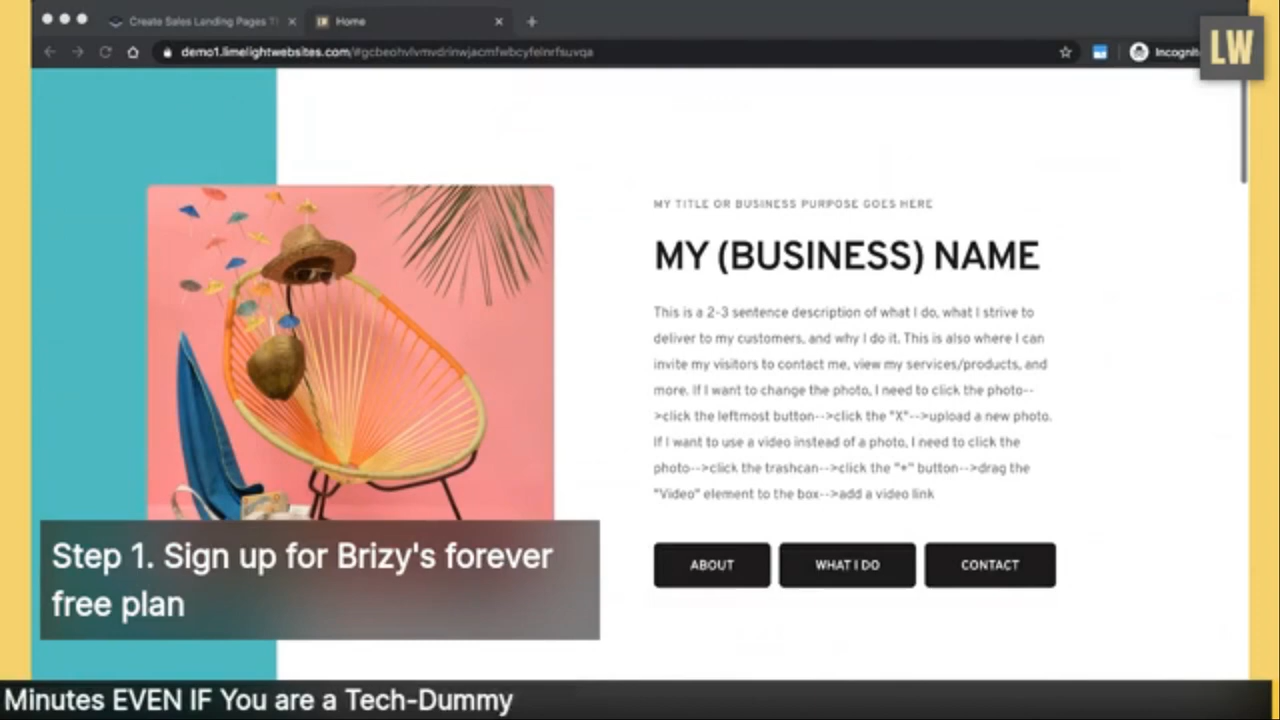 Create Sales Landing Pages T
Home
demo1.limelightwebsites.com/#gcbeohvlvmvdrinwjacmfwbcyfelnrfsuvqa
Incognit
LW
MY TITLE OR BUSINESS PURPOSE GOES HERE
MY (BUSINESS) NAME
This is a 2-3 sentence description of what I do, what I strive to
deliver to my customers, and why I do it. This is also where I can
invite my visitors to contact me, view my services/products, and
more. If I want to change the photo, I need to click the photo--
>click the leftmost button-->click the "X"-->upload a new photo.
If I want to use a video instead of a photo, I need to click the
photo-->click the trashcan-->click the "+" button-->drag the
"Video" element to the box-->add a video link
ABOUT
WHAT I DO
CONTACT
Step 1. Sign up for Brizy's forever
free plan
Minutes EVEN IF You are a Tech-Dummy